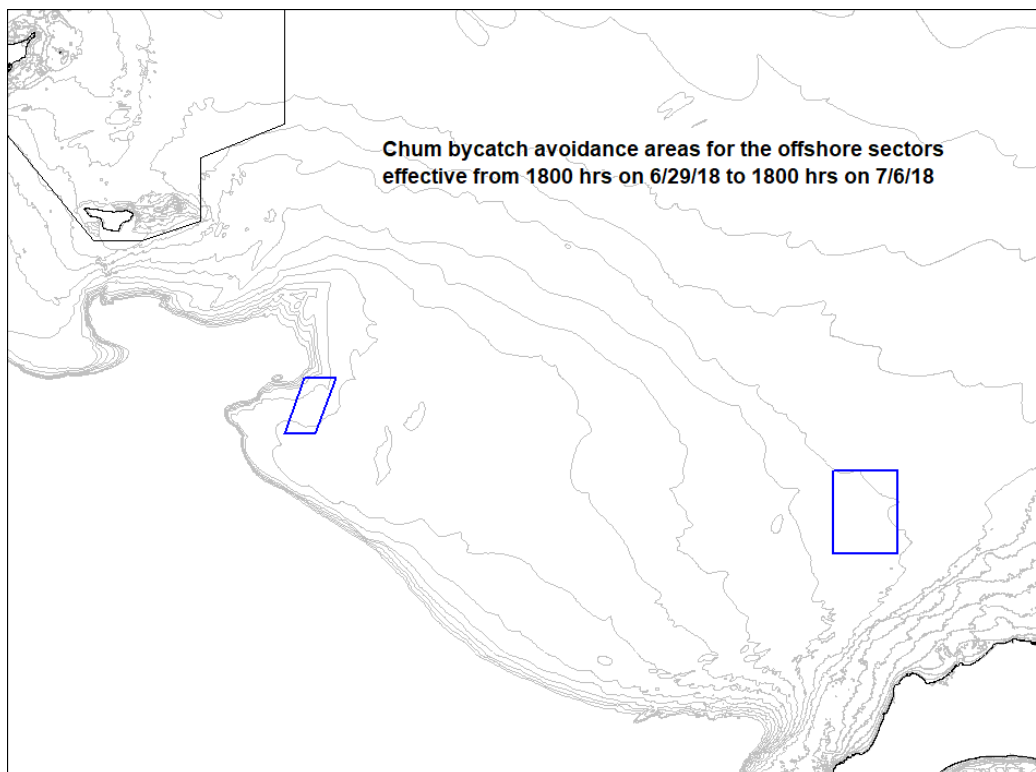 Chum bycatch avoidance areas for the offshore sectors
effective from 1800 hrs on 6/29/18 to 1800 hrs on 7/6/18